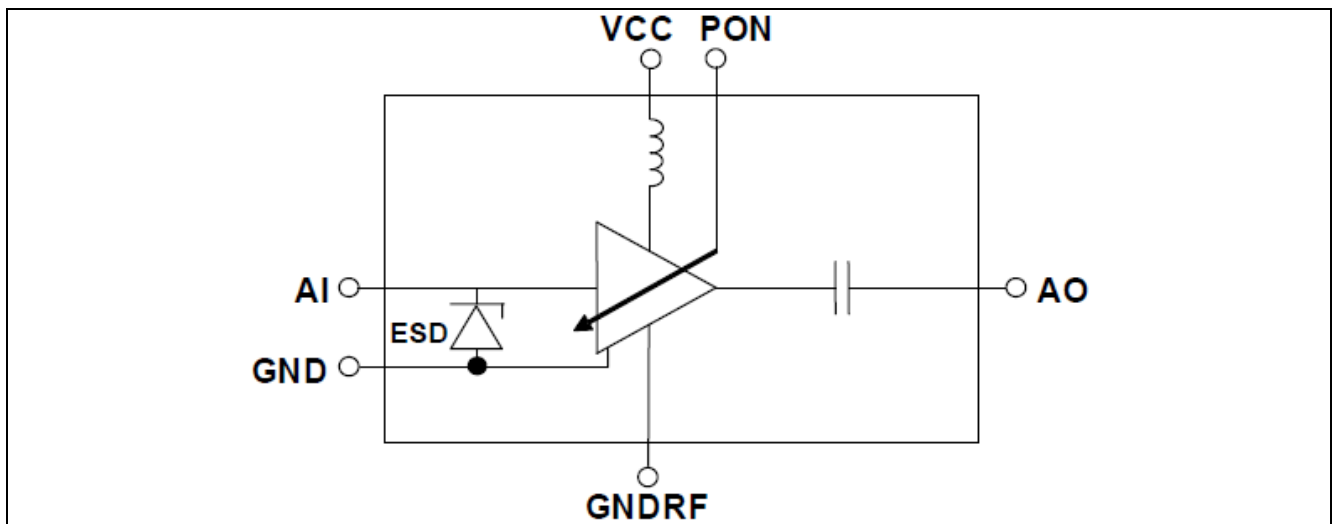 VCC PON
AI
AO
ESD
GND
GNDRF